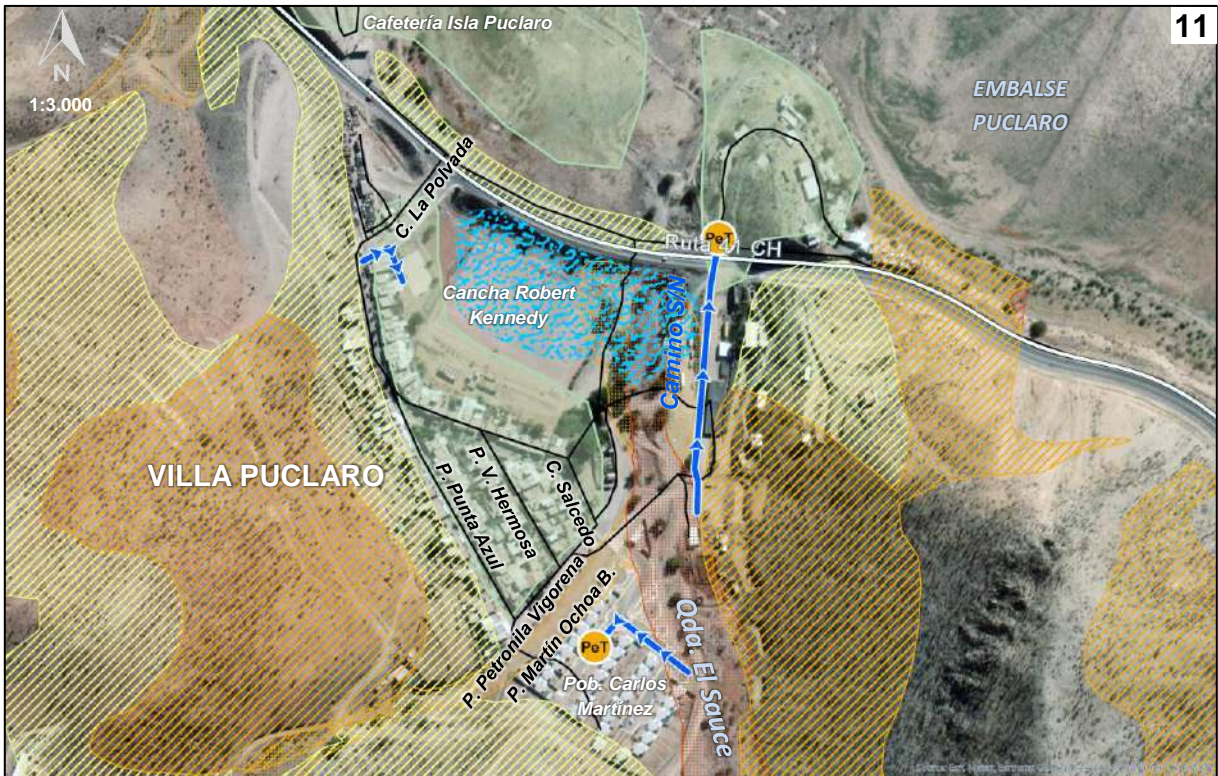 11
Cafetería Isla Puclaro
N
1:3.000
EMBALSE
PUCLARO
C. La Polvada
PeT
Ruta 41 CH
Cancha Robert
Kennedy
Camino S/N
VILLA PUCLARO
P. Punta Azul
P. V. Hermosa
C. Salcedo
P. Petronila Vigorena
P. Martín Ochoa B.
PeT
Pob. Carlos
Martínez
Qda. El Sauce